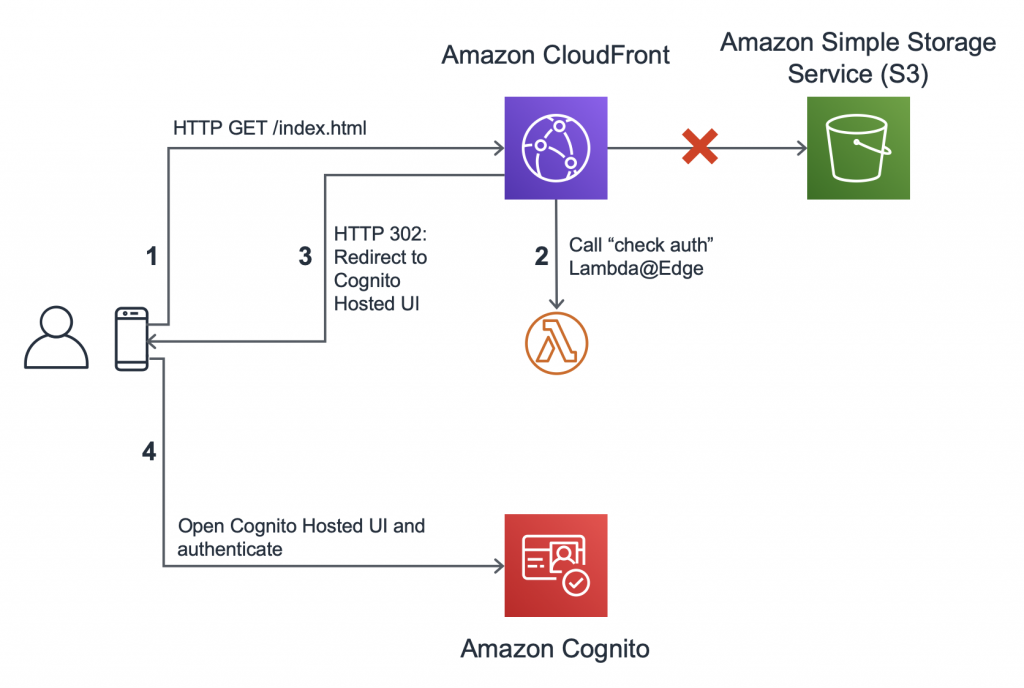 Amazon CloudFront
Amazon Simple Storage
Service (S3)
HTTP GET /index.html
1
3
HTTP 302:
Redirect to
Cognito
Hosted UI
2
Call “check auth”
Lambda@Edge
4
Open Cognito Hosted UI and
authenticate
Amazon Cognito